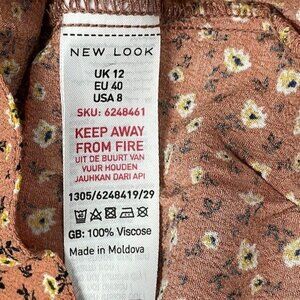 NEW LOOK
UK 12
EU 40
USA 8
SKU: 6248461
KEEP AWAY
FROM FIRE
UIT DE BUURT VAN
VUUR HOUDEN
JAUHKAN DARI API
1305/6248419/29
GB: 100% Viscose
Made in Moldova